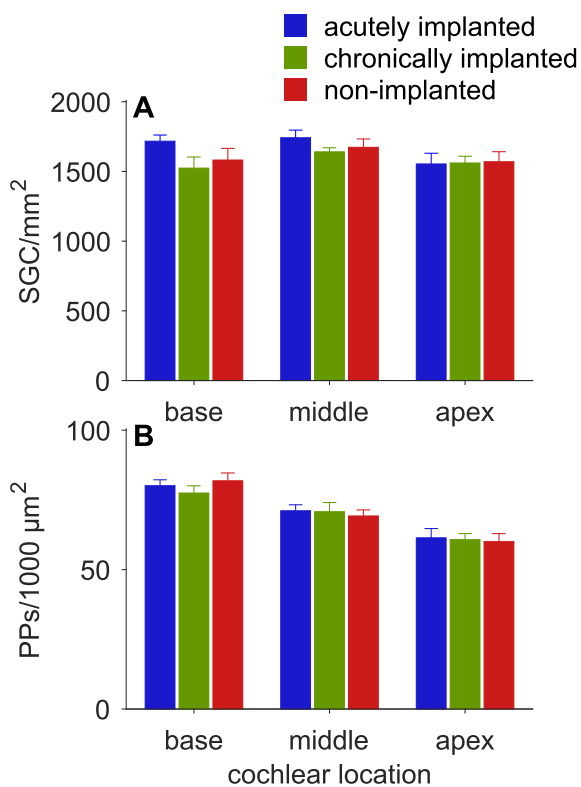 acutely implanted
chronically implanted
non-implanted
A
2000
1500
1000
500
0
SGC/mm²
base middle apex
B
100
50
0
PPs/1000 µm²
base middle apex
cochlear location